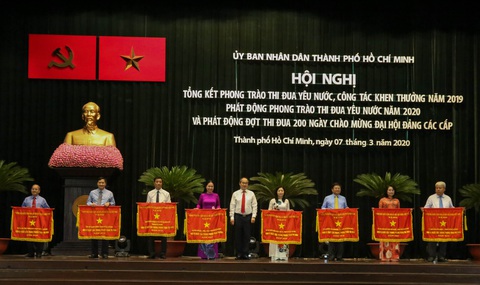 ỦY BAN NHÂN DÂN THÀNH PHỐ HỒ CHÍ MINH
HỘI NGHỊ
TỔNG KẾT PHONG TRÀO THI ĐUA YÊU NƯỚC, CÔNG TÁC KHEN THƯỞNG NĂM 2019
PHÁT ĐỘNG PHONG TRÀO THI ĐUA YÊU NƯỚC NĂM 2020
VÀ PHÁT ĐỘNG ĐỢT THI ĐUA 200 NGÀY CHÀO MỪNG ĐẠI HỘI ĐẢNG CÁC CẤP
Thành phố Hồ Chí Minh, ngày 07 tháng 3 năm 2020